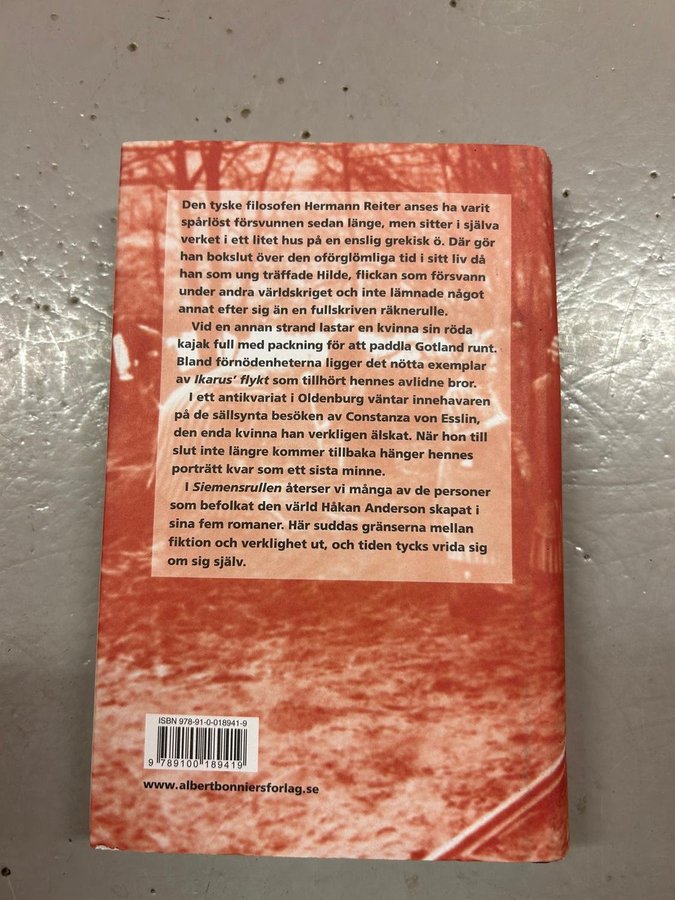 Den tyske filosofen Hermann Reiter anses ha varit
spårlöst försvunnen sedan länge, men sitter i själva
verket i ett litet hus på en enslig grekisk ö. Där gör
han bokslut över den oförglömliga tid i sitt liv då
han som ung träffade Hilde, flickan som försvann
under andra världskriget och inte lämnade något
annat efter sig än en fullskriven räknerulle.
Vid en annan strand lastar en kvinna sin röda
kajak full med packning för att paddla Gotland runt.
Bland förnödenheterna ligger det nötta exemplar
av Ikarus’ flykt som tillhört hennes avlidne bror.
I ett antikvariat i Oldenburg väntar innehavaren
på de sällsynta besöken av Constanza von Esslin,
den enda kvinna han verkligen älskat. När hon till
slut inte längre kommer tillbaka hänger hennes
porträtt kvar som ett sista minne.
I Siemensrullen återser vi många av de personer
som befolkat den värld Håkan Anderson skapat i
sina fem romaner. Här suddas gränserna mellan
fiktion och verklighet ut, och tiden tycks vrida sig
om sig själv.
ISBN 978-91-0-018941-9
9 789100 189419
www.albertbonniersforlag.se